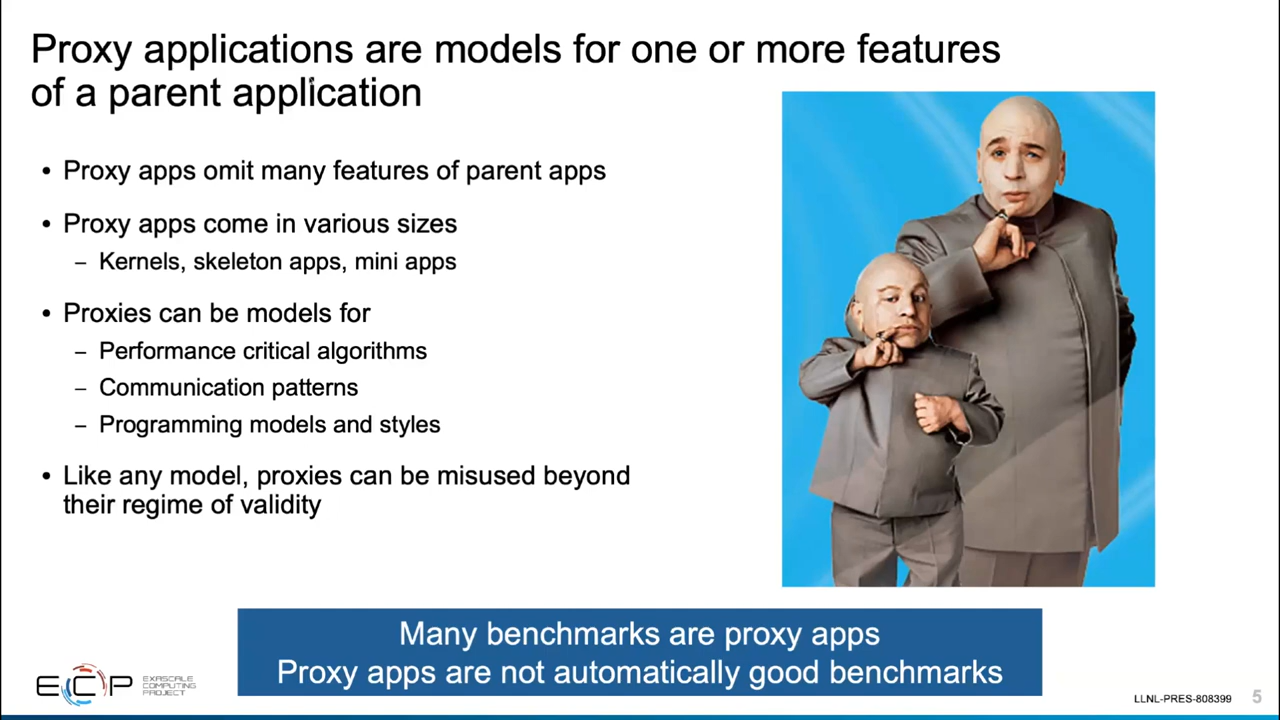 Proxy applications are models for one or more features
of a parent application
• Proxy apps omit many features of parent apps
• Proxy apps come in various sizes
– Kernels, skeleton apps, mini apps
• Proxies can be models for
– Performance critical algorithms
– Communication patterns
– Programming models and styles
• Like any model, proxies can be misused beyond
their regime of validity
Many benchmarks are proxy apps
Proxy apps are not automatically good benchmarks
ECP
EXASCALE
COMPUTING
PROJECT
LLNL-PRES-808399
5